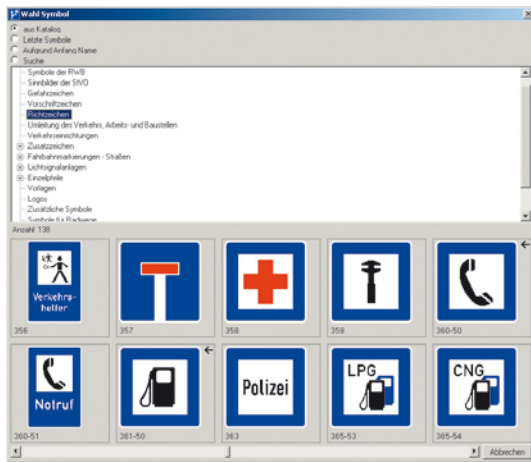 Wahl Symbol
aus Katalog
Letzte Symbole
Aufgrund Anfang Name
Suche
Symbole der RWB
Sinnbilder der StVO
Gefahrzeichen
Vorschriftzeichen
Richtzeichen
Umleitung des Verkehrs, Arbeits- und Baustellen
Verkehrseinrichtungen
Zusatzzeichen
Fahrbahnmarkierungen - Straßen
Lichtsignalanlagen
Einzelpfeile
Vorlagen
Logos
Zusätzliche Symbole
Symbole für Radwege
Anzahl: 138
Verkehrs-
helfer
356
357
358
359
360-50
Notruf
Polizei
LPG
CNG
360-51
361-50
363
365-53
365-54
Abbrechen